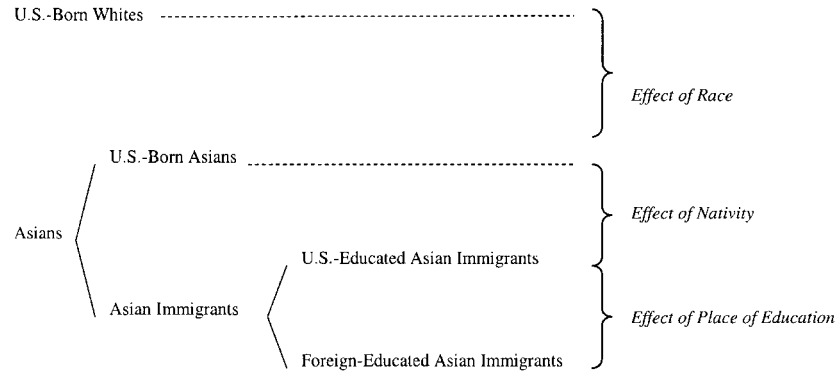 U.S.-Born Whites
Effect of Race
U.S.-Born Asians
Effect of Nativity
Asians
U.S.-Educated Asian Immigrants
Asian Immigrants
Effect of Place of Education
Foreign-Educated Asian Immigrants